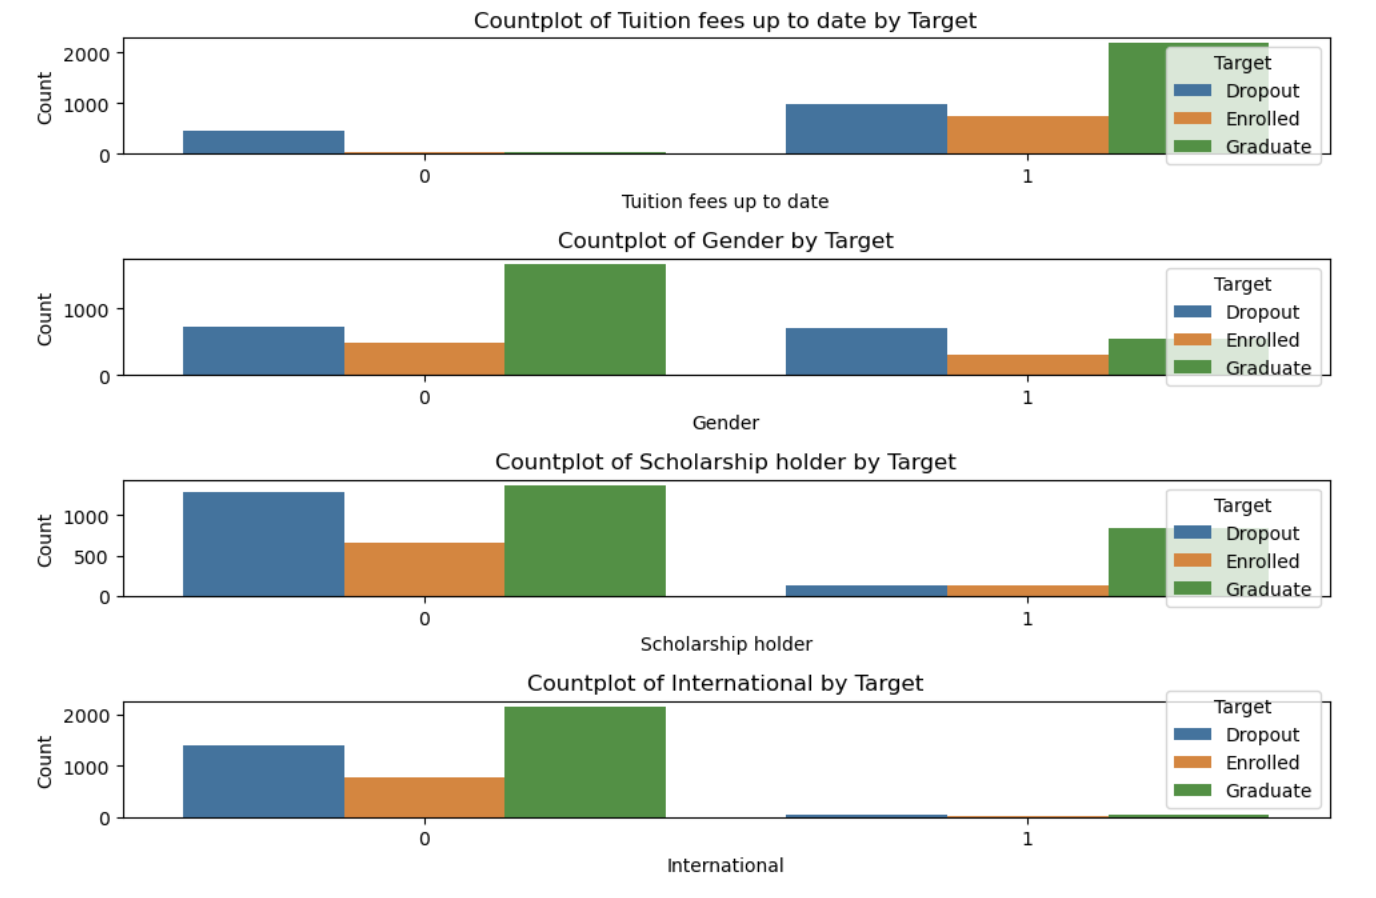 Countplot of Tuition fees up to date by Target
2000
1000
0
Count
Target
Dropout
Enrolled
Graduate
0 1
Tuition fees up to date
Countplot of Gender by Target
1000
0
Count
Target
Dropout
Enrolled
Graduate
0 1
Gender
Countplot of Scholarship holder by Target
1000
500
0
Count
Target
Dropout
Enrolled
Graduate
0 1
Scholarship holder
Countplot of International by Target
2000
1000
0
Count
Target
Dropout
Enrolled
Graduate
0 1
International